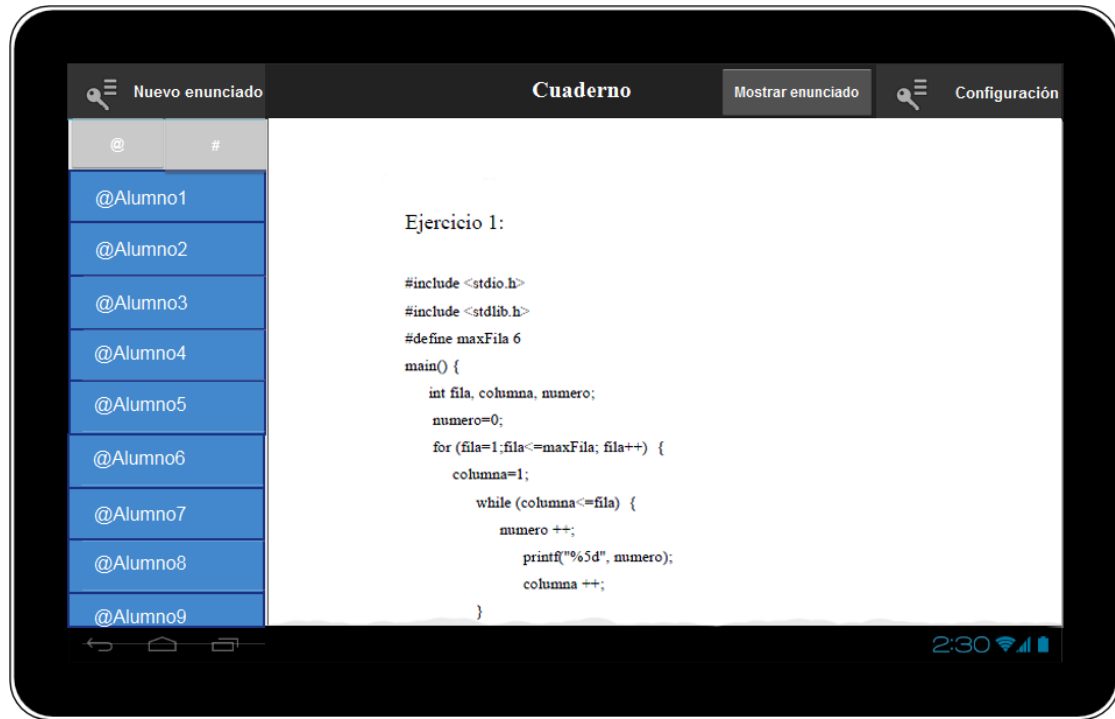 Nuevo enunciado
Cuaderno
Mostrar enunciado
Configuración
@ #
@Alumno1
@Alumno2
@Alumno3
@Alumno4
@Alumno5
@Alumno6
@Alumno7
@Alumno8
@Alumno9
Ejercicio 1:
#include <stdio.h>
#include <stdlib.h>
#define maxFila 6
main() {
int fila, columna, numero;
numero=0;
for (fila=1;fila<=maxFila; fila++) {
columna=1;
while (columna<=fila) {
numero ++;
printf("%5d", numero);
columna ++;
}
2:30